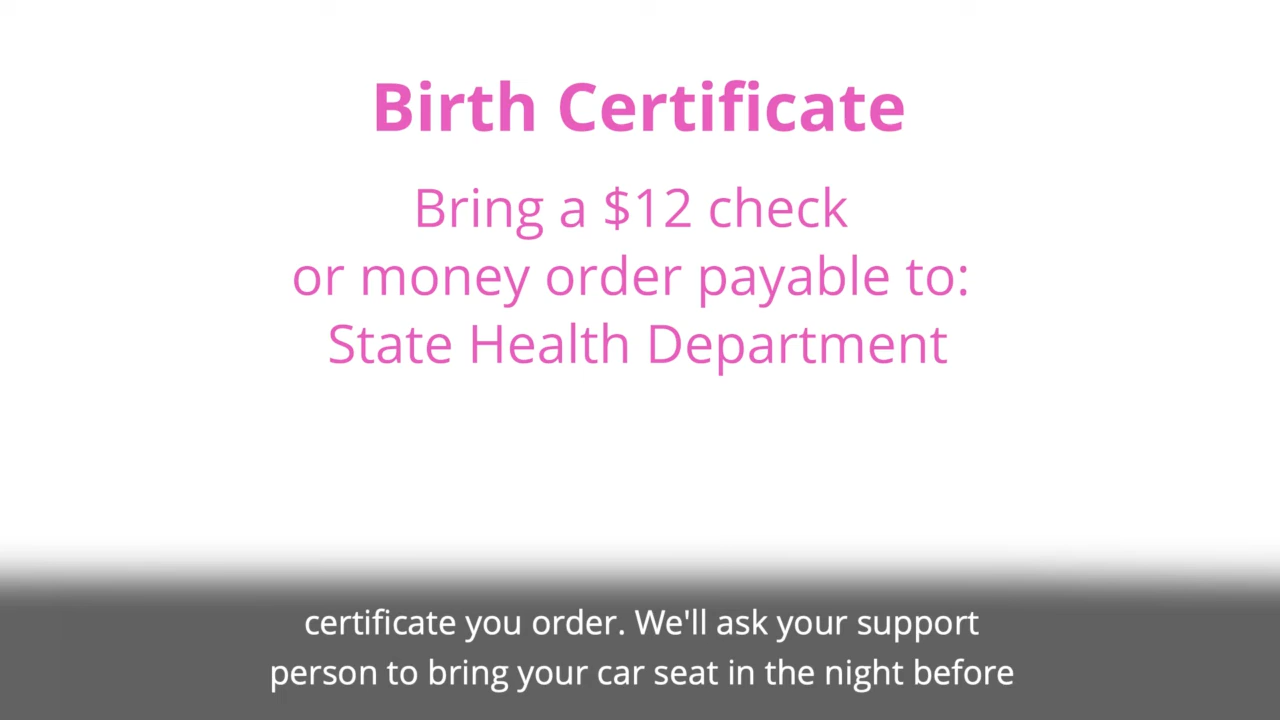 Birth Certificate
Bring a $12 check
or money order payable to:
State Health Department
certificate you order. We'll ask your support
person to bring your car seat in the night before